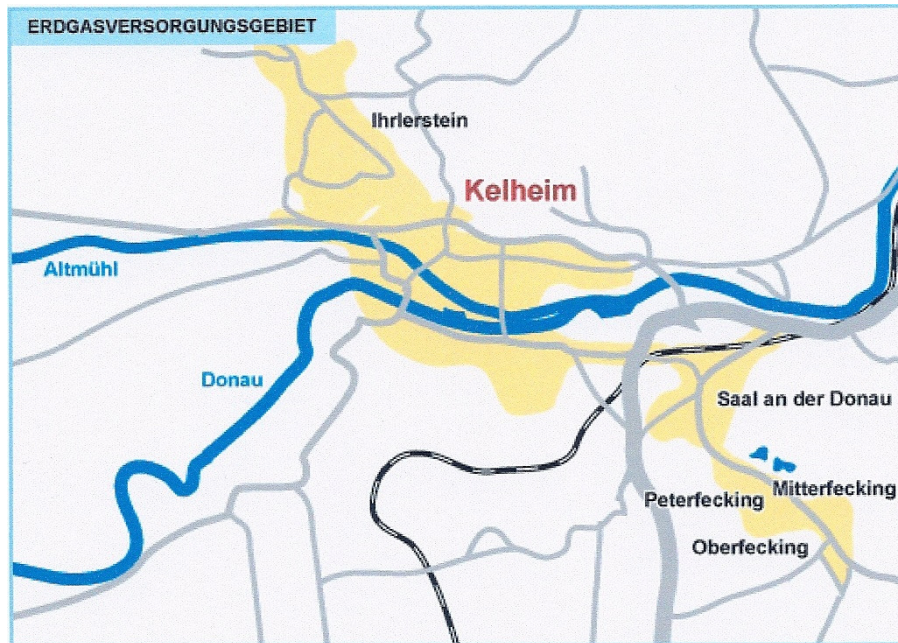 ERDGASVERSORGUNGSGEBIET
Ihrlerstein
Kelheim
Altmühl
Donau
Saal an der Donau
Mitterfecking
Peterfecking
Oberfecking